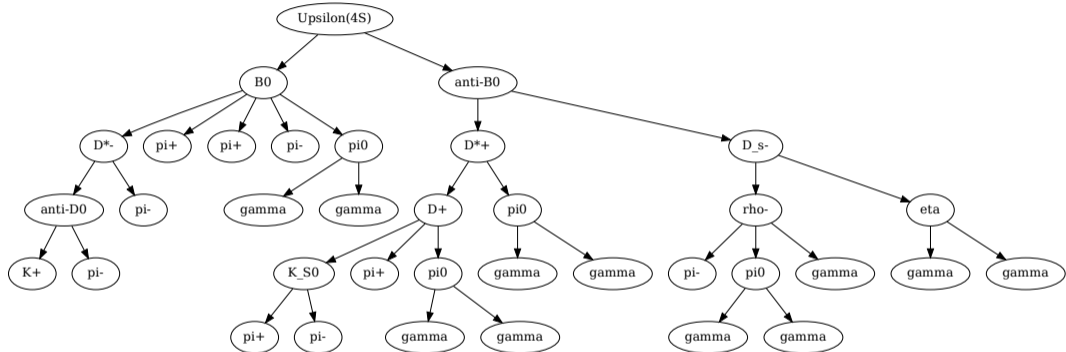 Upsilon(4S)
B0 anti-B0
D*- pi+ pi+ pi- pi0 D*+ D_s-
anti-D0 pi- gamma gamma D+ pi0 rho- eta
K+ pi- K_S0 pi+ pi0 gamma gamma pi- pi0 gamma gamma gamma
pi+ pi- gamma gamma gamma gamma